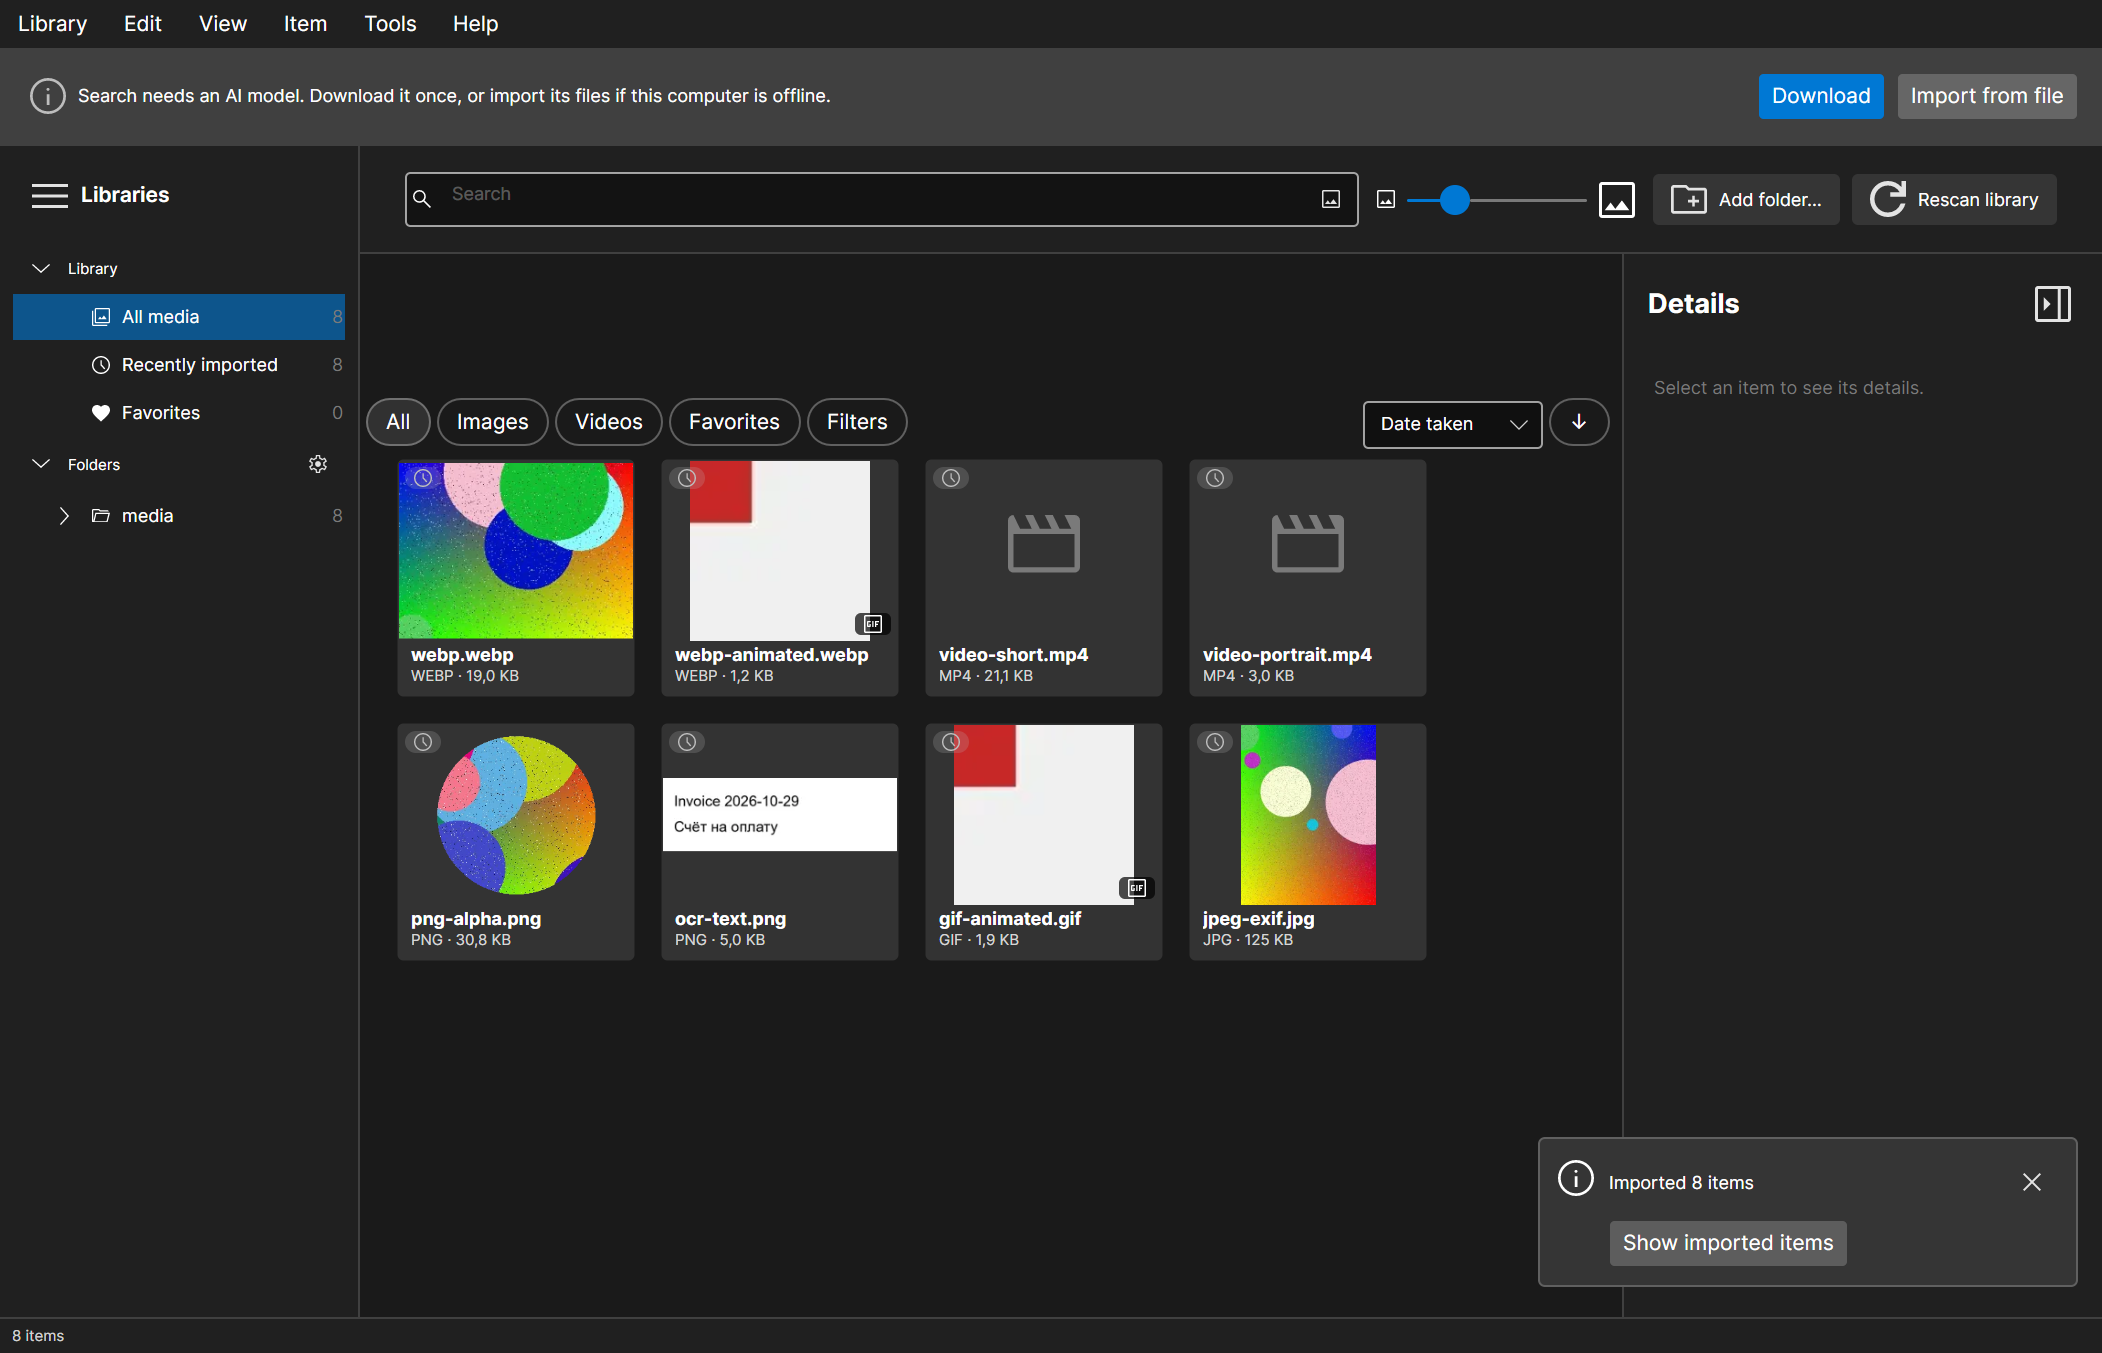 Library Edit View Item Tools Help
Search needs an AI model. Download it once, or import its files if this computer is offline.
Download
Import from file
Libraries
Search
Add folder...
Rescan library
Library
All media 8
Recently imported 8
Favorites 0
Folders
media 8
All Images Videos Favorites Filters
Date taken
webp.webp
WEBP · 19,0 KB
GIF
webp-animated.webp
WEBP · 1,2 KB
video-short.mp4
MP4 · 21,1 KB
video-portrait.mp4
MP4 · 3,0 KB
png-alpha.png
PNG · 30,8 KB
Invoice 2026-10-29
Счёт на оплату
ocr-text.png
PNG · 5,0 KB
GIF
gif-animated.gif
GIF · 1,9 KB
jpeg-exif.jpg
JPG · 125 KB
Details
Select an item to see its details.
Imported 8 items
Show imported items
8 items